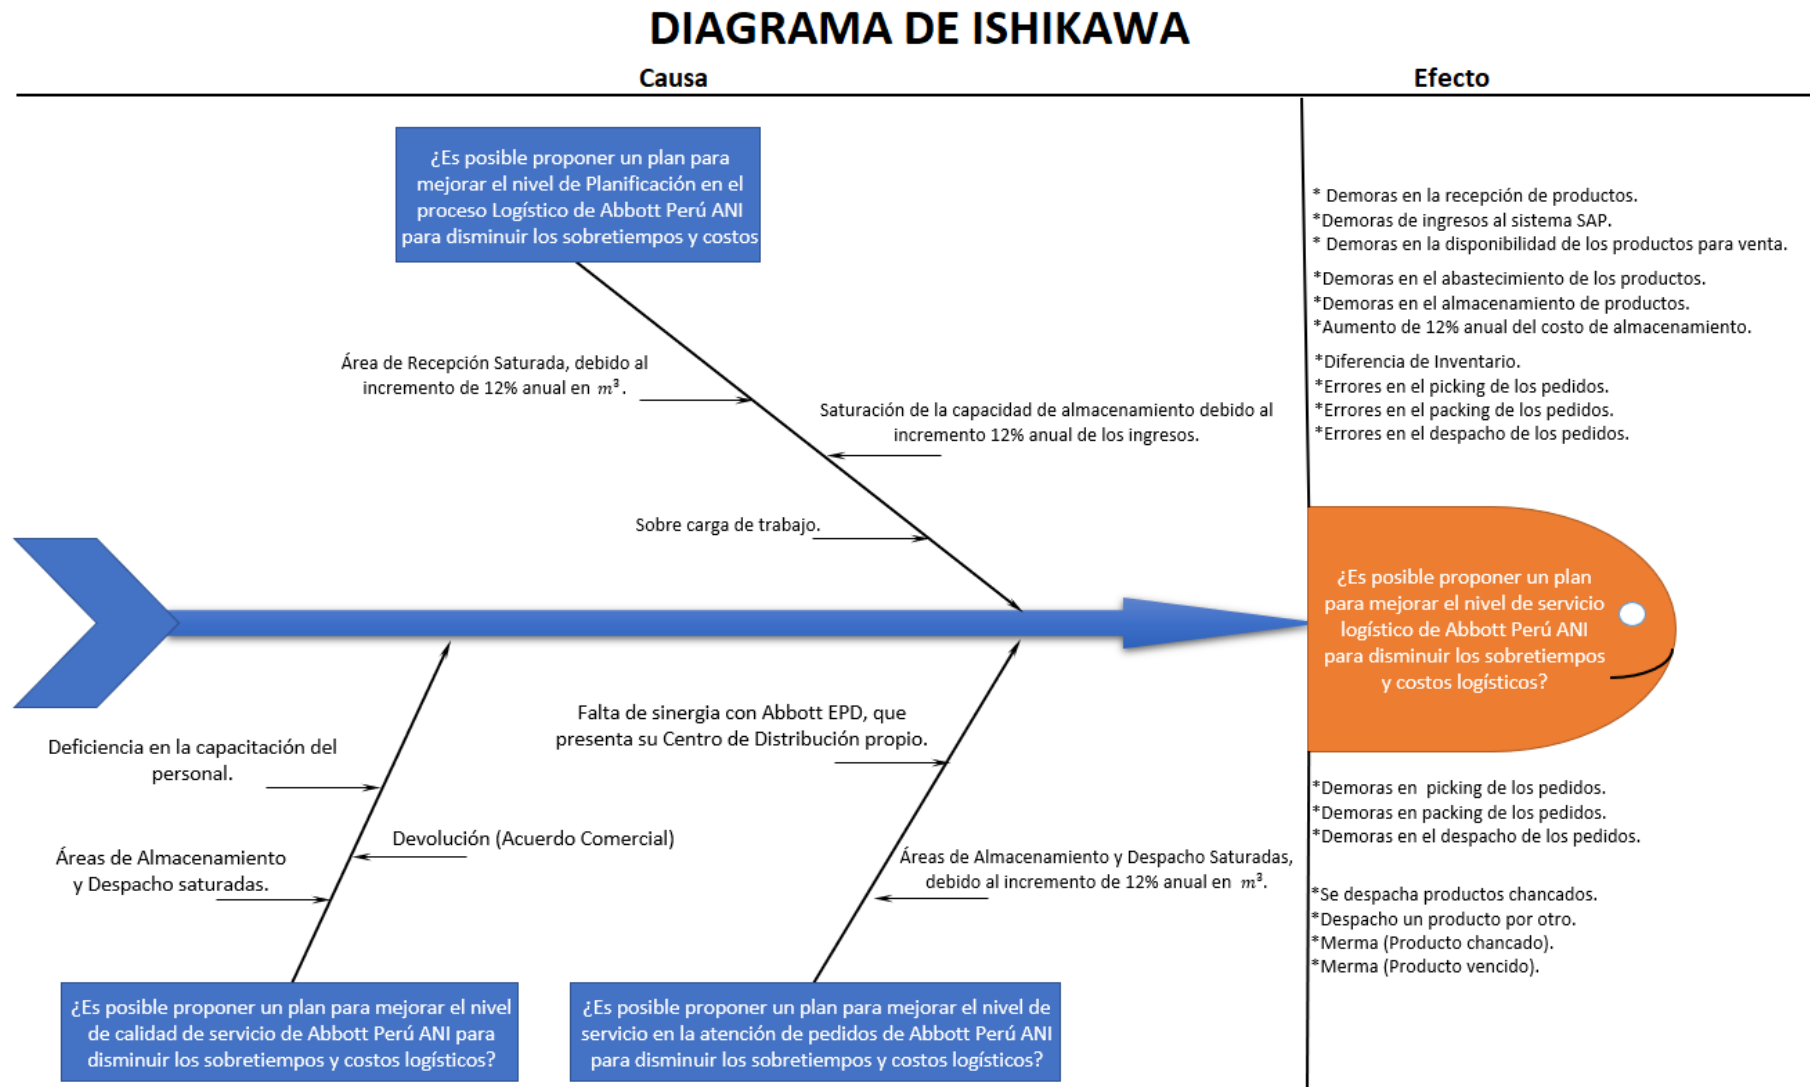 DIAGRAMA DE ISHIKAWA
Causa
Efecto
¿Es posible proponer un plan para
mejorar el nivel de Planificación en el
proceso Logístico de Abbott Perú ANI
para disminuir los sobretiempos y costos
Área de Recepción Saturada, debido al
incremento de 12% anual en m³.
Saturación de la capacidad de almacenamiento debido al
incremento 12% anual de los ingresos.
Sobre carga de trabajo.
* Demoras en la recepción de productos.
*Demoras de ingresos al sistema SAP.
* Demoras en la disponibilidad de los productos para venta.
*Demoras en el abastecimiento de los productos.
*Demoras en el almacenamiento de productos.
*Aumento de 12% anual del costo de almacenamiento.
*Diferencia de Inventario.
*Errores en el picking de los pedidos.
*Errores en el packing de los pedidos.
*Errores en el despacho de los pedidos.
¿Es posible proponer un plan
para mejorar el nivel de servicio
logístico de Abbott Perú ANI
para disminuir los sobretiempos
y costos logísticos?
Deficiencia en la capacitación del
personal.
Devolución (Acuerdo Comercial)
Áreas de Almacenamiento
y Despacho saturadas.
Falta de sinergia con Abbott EPD, que
presenta su Centro de Distribución propio.
Áreas de Almacenamiento y Despacho Saturadas,
debido al incremento de 12% anual en m³.
*Demoras en picking de los pedidos.
*Demoras en packing de los pedidos.
*Demoras en el despacho de los pedidos.
*Se despacha productos chancados.
*Despacho un producto por otro.
*Merma (Producto chancado).
*Merma (Producto vencido).
¿Es posible proponer un plan para mejorar el nivel
de calidad de servicio de Abbott Perú ANI para
disminuir los sobretiempos y costos logísticos?
¿Es posible proponer un plan para mejorar el nivel de
servicio en la atención de pedidos de Abbott Perú ANI
para disminuir los sobretiempos y costos logísticos?